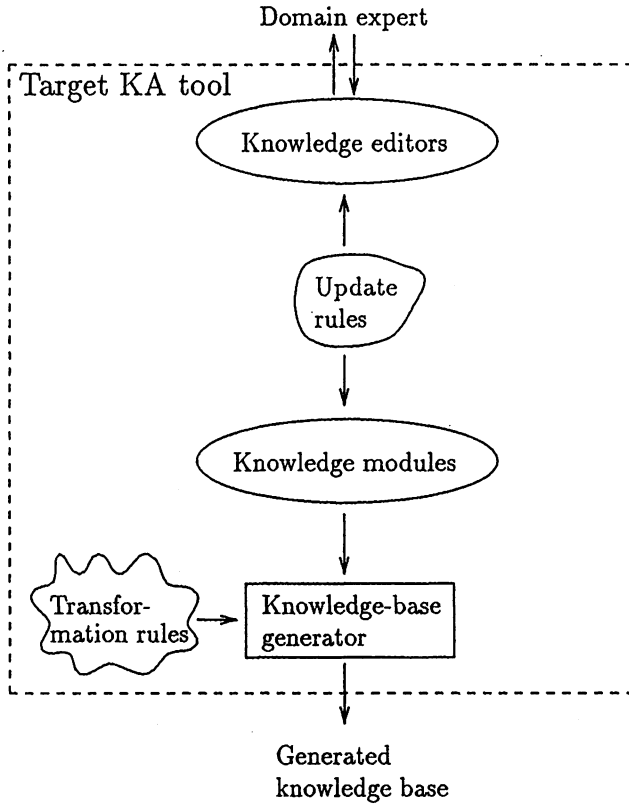 Domain expert
Target KA tool
Knowledge editors
Update
rules
Knowledge modules
Transfor-
mation rules
Knowledge-base
generator
Generated
knowledge base